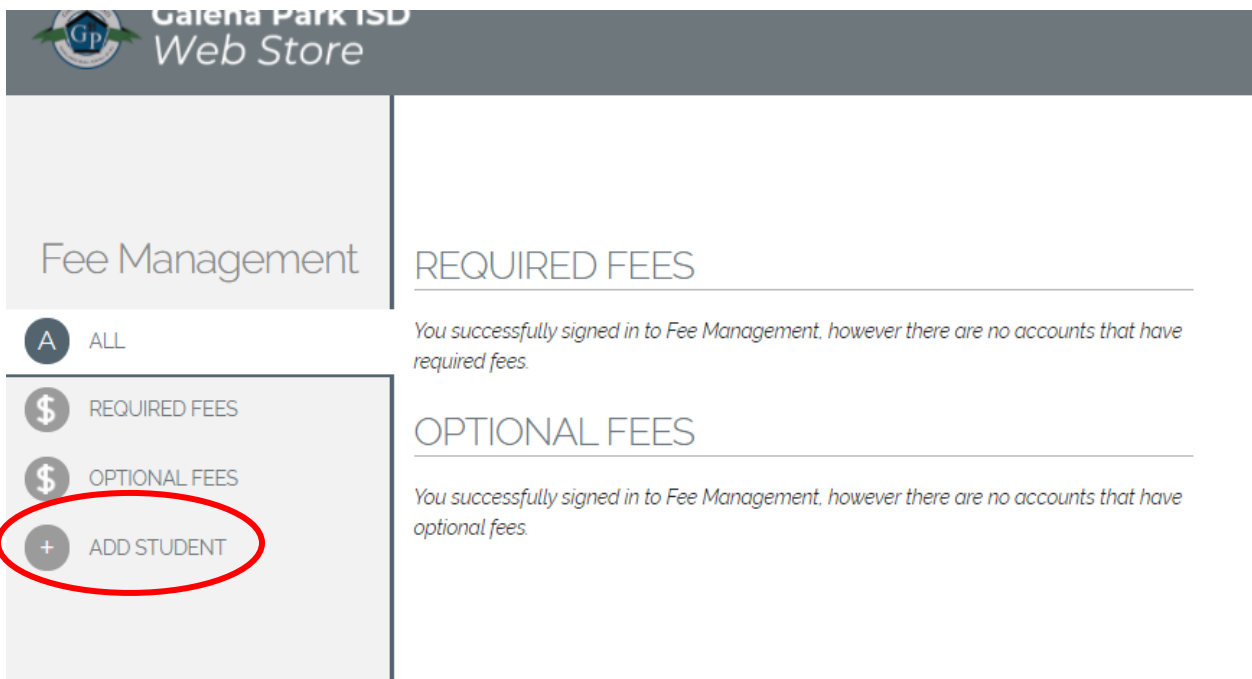 Galena Park ISD
GP
Web Store
Fee Management
A ALL
$ REQUIRED FEES
$ OPTIONAL FEES
+ ADD STUDENT
REQUIRED FEES
You successfully signed in to Fee Management, however there are no accounts that have
required fees.
OPTIONAL FEES
You successfully signed in to Fee Management, however there are no accounts that have
optional fees.